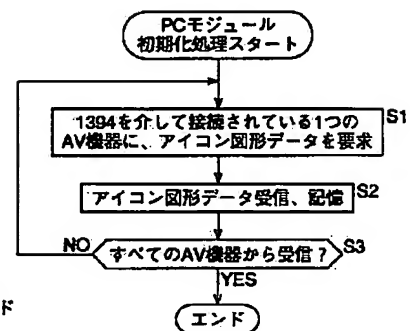 PCモジュール
初期化処理スタート
1394を介して接続されている1つの
AV機器に、アイコン図形データを要求
S1
アイコン図形データ受信、記憶
S2
NO
すべてのAV機器から受信？
S3
YES
ド
エンド